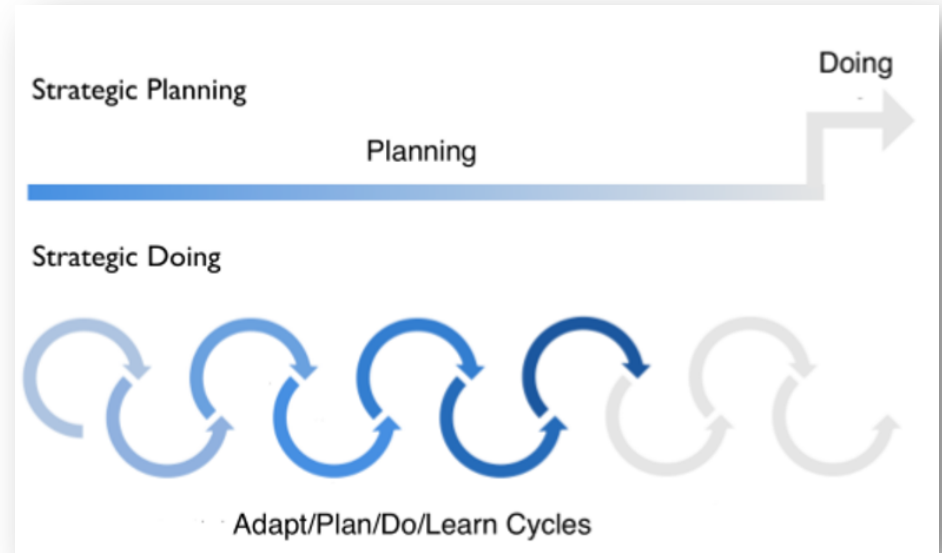 Doing
Strategic Planning
Planning
Strategic Doing
Adapt/Plan/Do/Learn Cycles